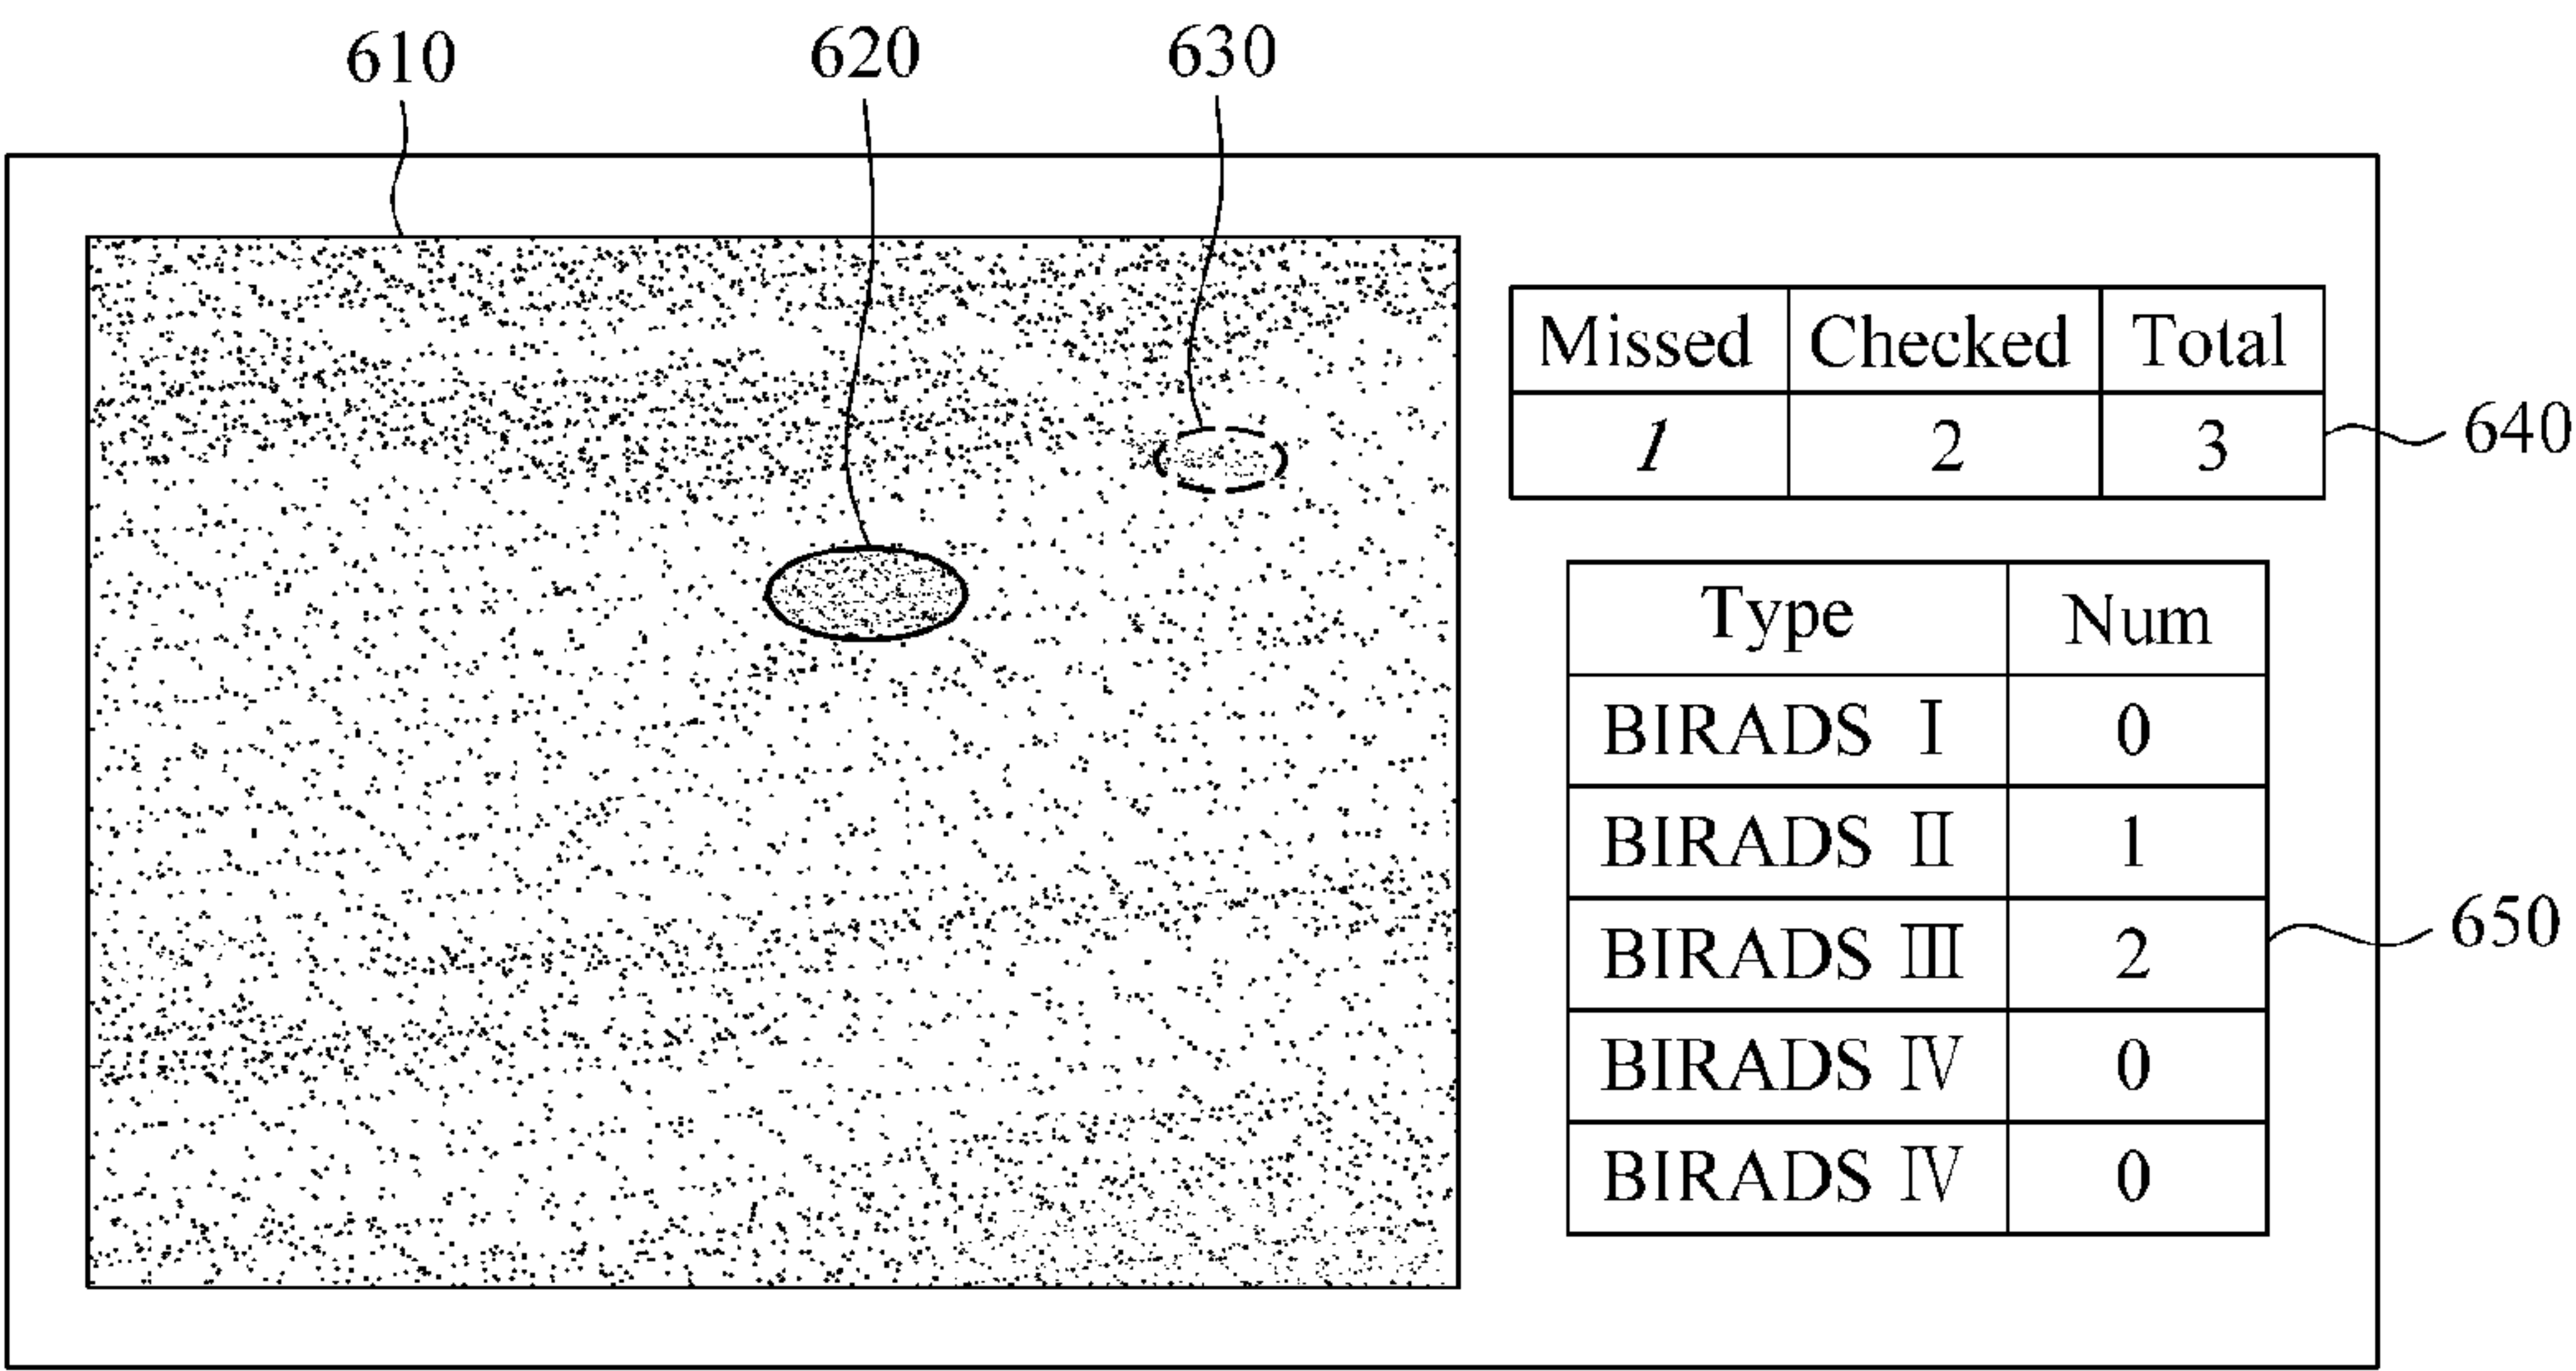 610 620 630
Missed Checked Total
1 2 3
640
Type Num
BIRADS Ⅰ 0
BIRADS Ⅱ 1
BIRADS Ⅲ 2
650
BIRADS Ⅳ 0
BIRADS Ⅳ 0